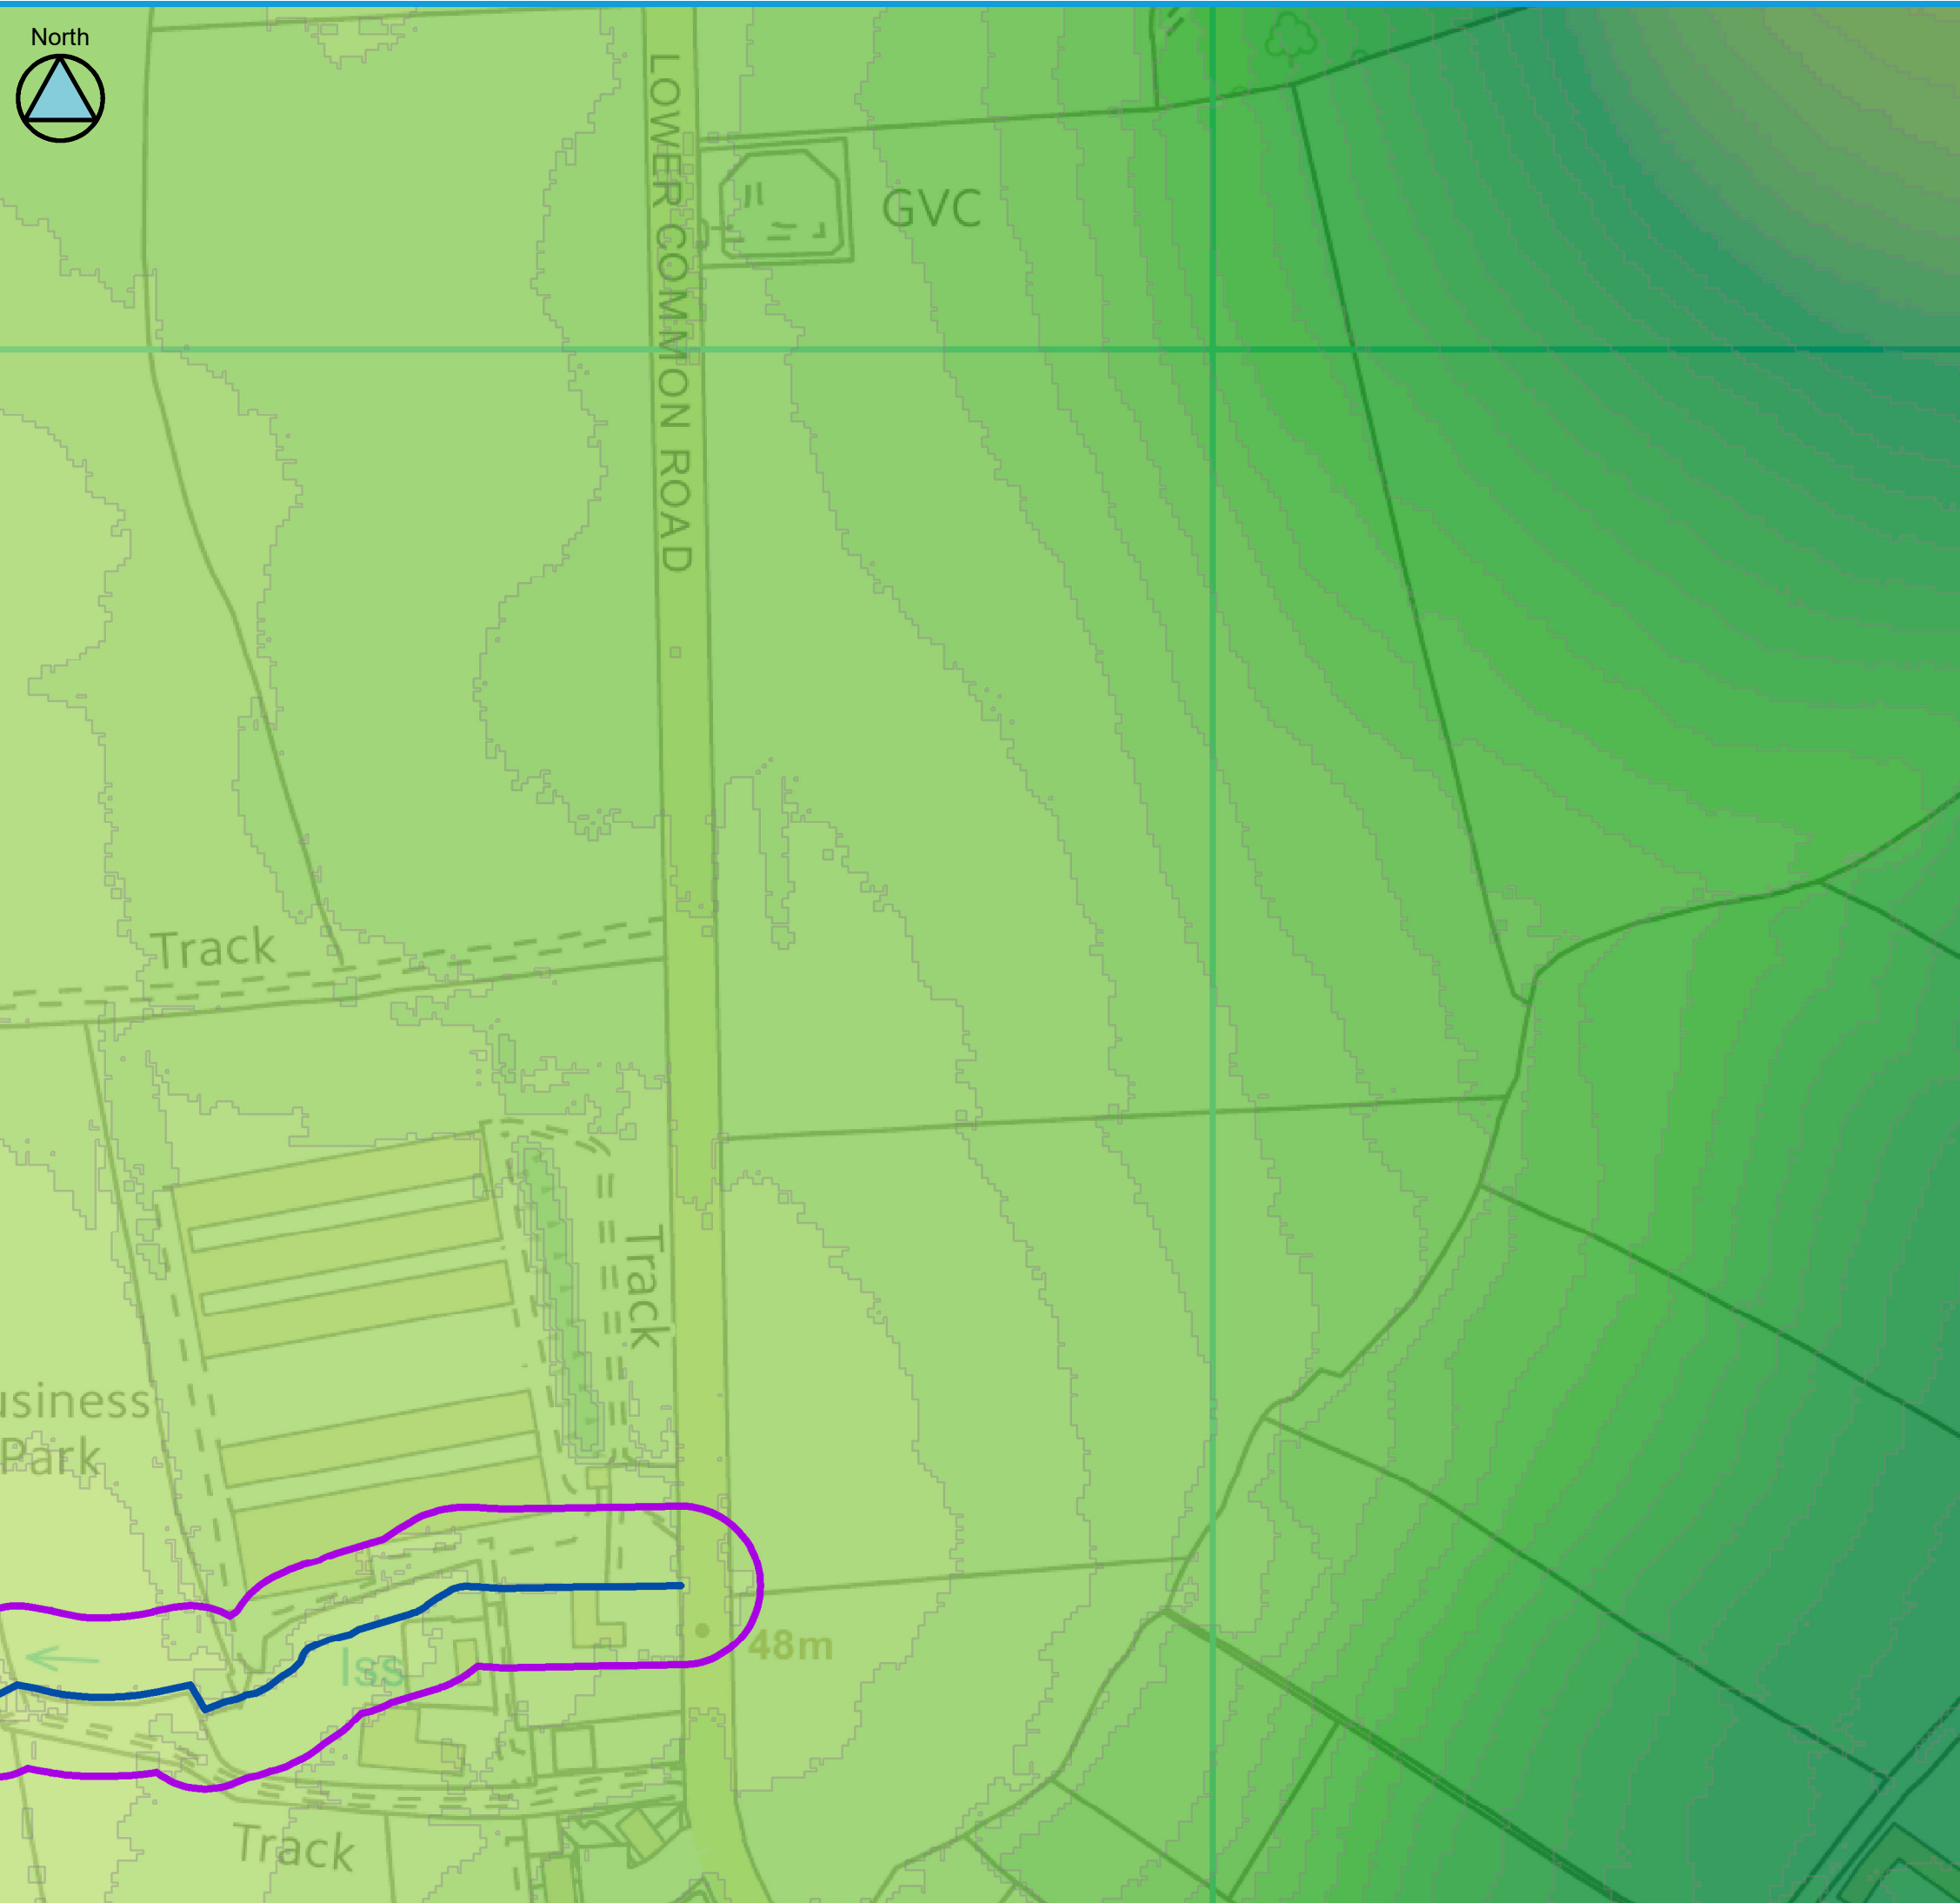 North
LOWER COMMON ROAD
GVC
Track
Track
usiness
Park
Iss
48m
Track